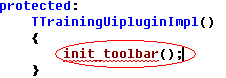 protected:
TTrainingUipluginImpl()
{
init_toolbar();
}